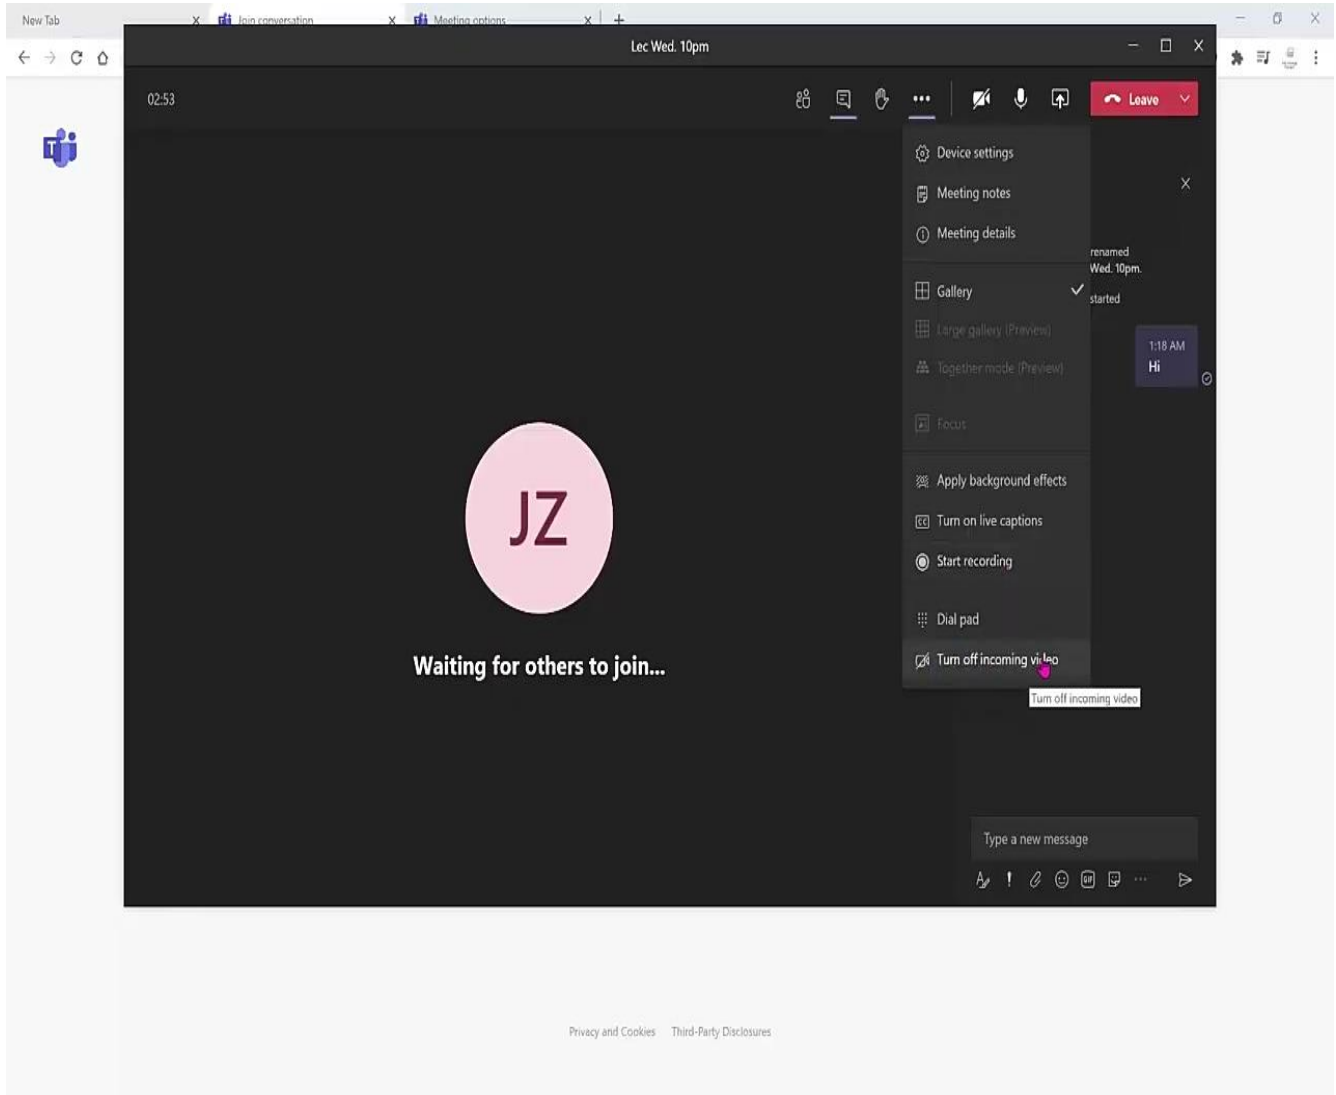 New Tab
Join conversation
Meeting options
Lec Wed. 10pm
02:53
Leave
Device settings
Meeting notes
Meeting details
renamed
Wed. 10pm.
Gallery
started
Large gallery (Preview)
1:18 AM
Hi
Together mode (Preview)
Focus
Apply background effects
Turn on live captions
Start recording
JZ
Dial pad
Turn off incoming video
Waiting for others to join...
Turn off incoming video
Type a new message
GIF
Privacy and Cookies Third-Party Disclosures